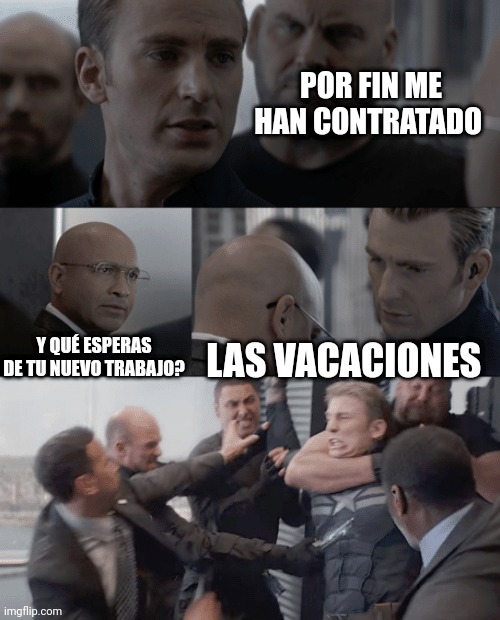 POR FIN ME
HAN CONTRATADO
Y QUÉ ESPERAS
DE TU NUEVO TRABAJO?
LAS VACACIONES
imgflip.com